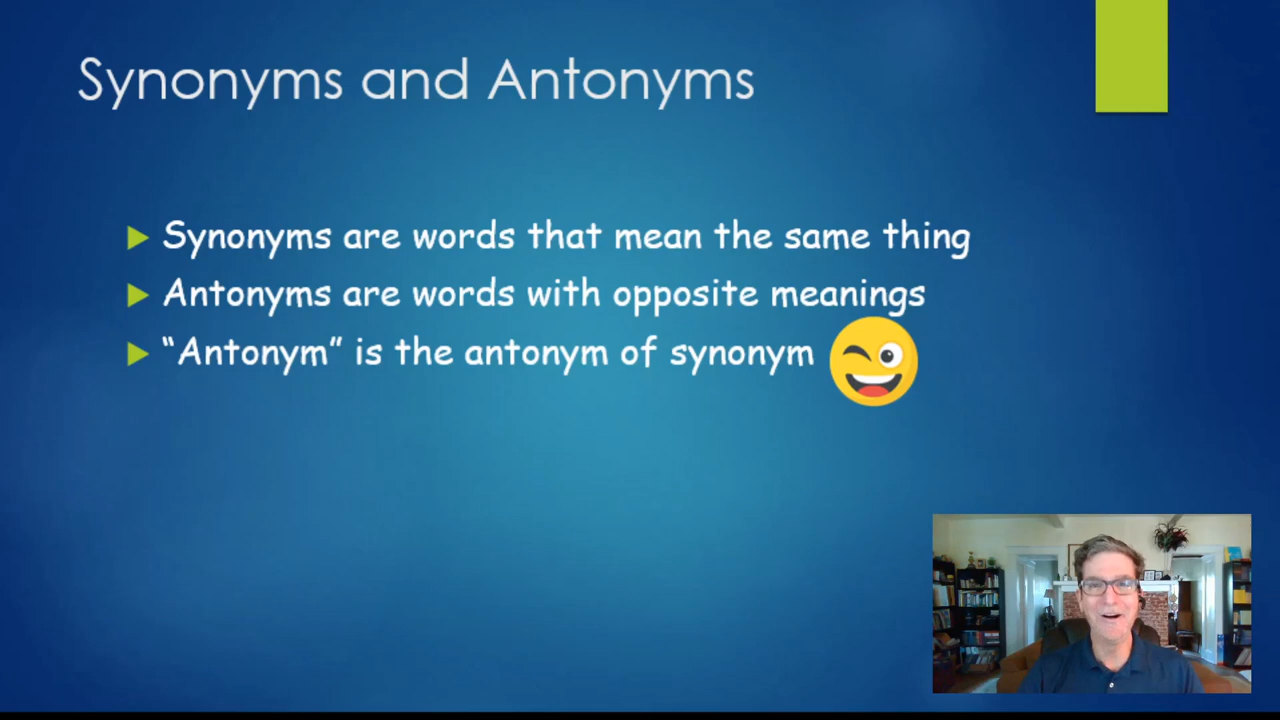 Synonyms and Antonyms
Synonyms are words that mean the same thing
Antonyms are words with opposite meanings
“Antonym” is the antonym of synonym